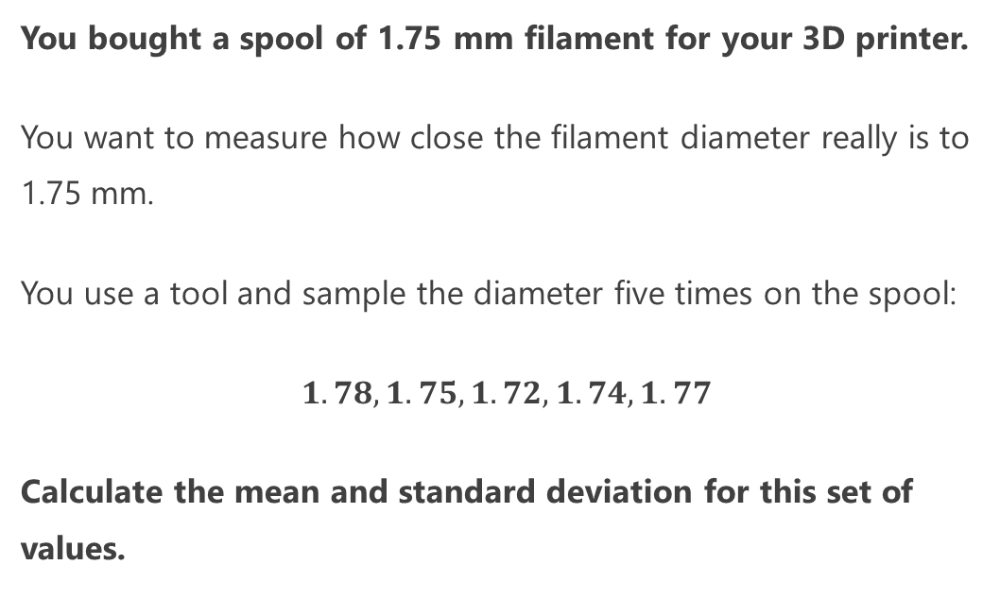 You bought a spool of 1.75 mm filament for your 3D printer.
You want to measure how close the filament diameter really is to
1.75 mm.
You use a tool and sample the diameter five times on the spool:
1.78, 1.75, 1.72, 1.74, 1.77
Calculate the mean and standard deviation for this set of
values.